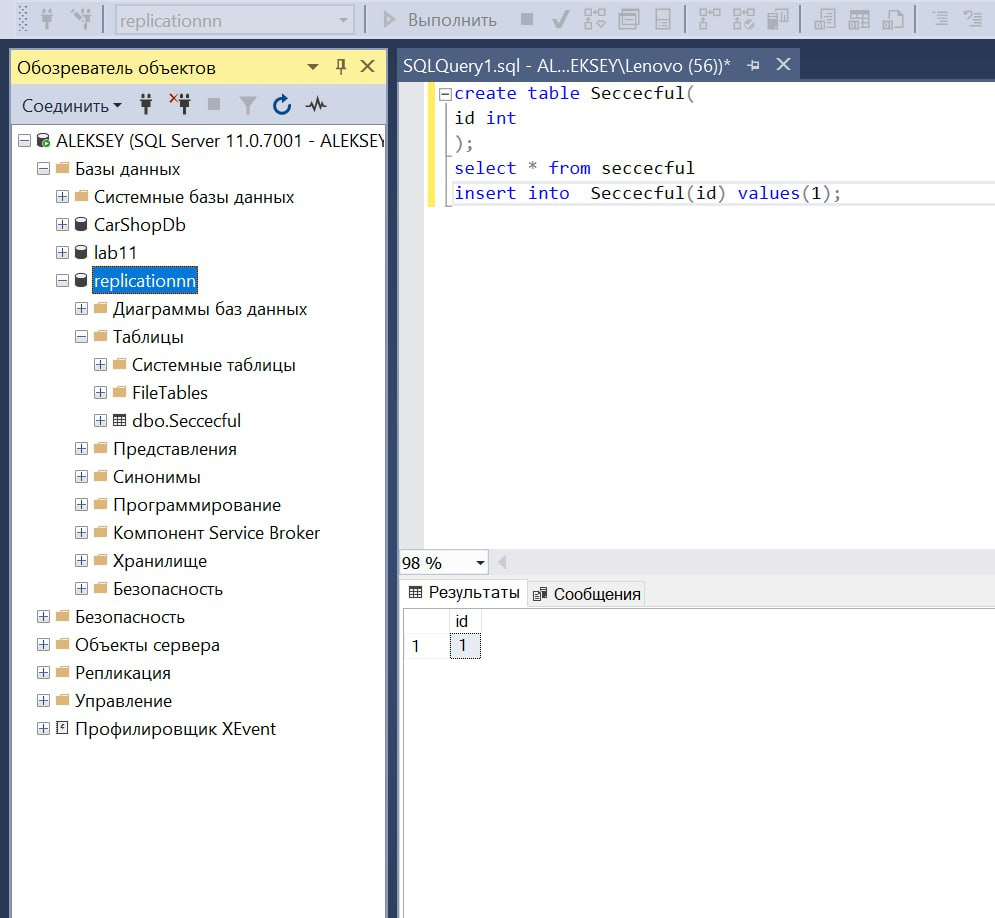 replicationnn
Выполнить
Обозреватель объектов
Соединить
ALEKSEY (SQL Server 11.0.7001 - ALEKSEY
Базы данных
Системные базы данных
CarShopDb
lab11
replicationnn
Диаграммы баз данных
Таблицы
Системные таблицы
FileTables
dbo.Seccecful
Представления
Синонимы
Программирование
Компонент Service Broker
Хранилище
Безопасность
Безопасность
Объекты сервера
Репликация
Управление
Профилировщик XEvent
SQLQuery1.sql - AL...EKSEY\Lenovo (56))*
create table Seccecful(
id int
);
select * from seccecful
insert into  Seccecful(id) values(1);
98 %
Результаты
Сообщения
id
1 1